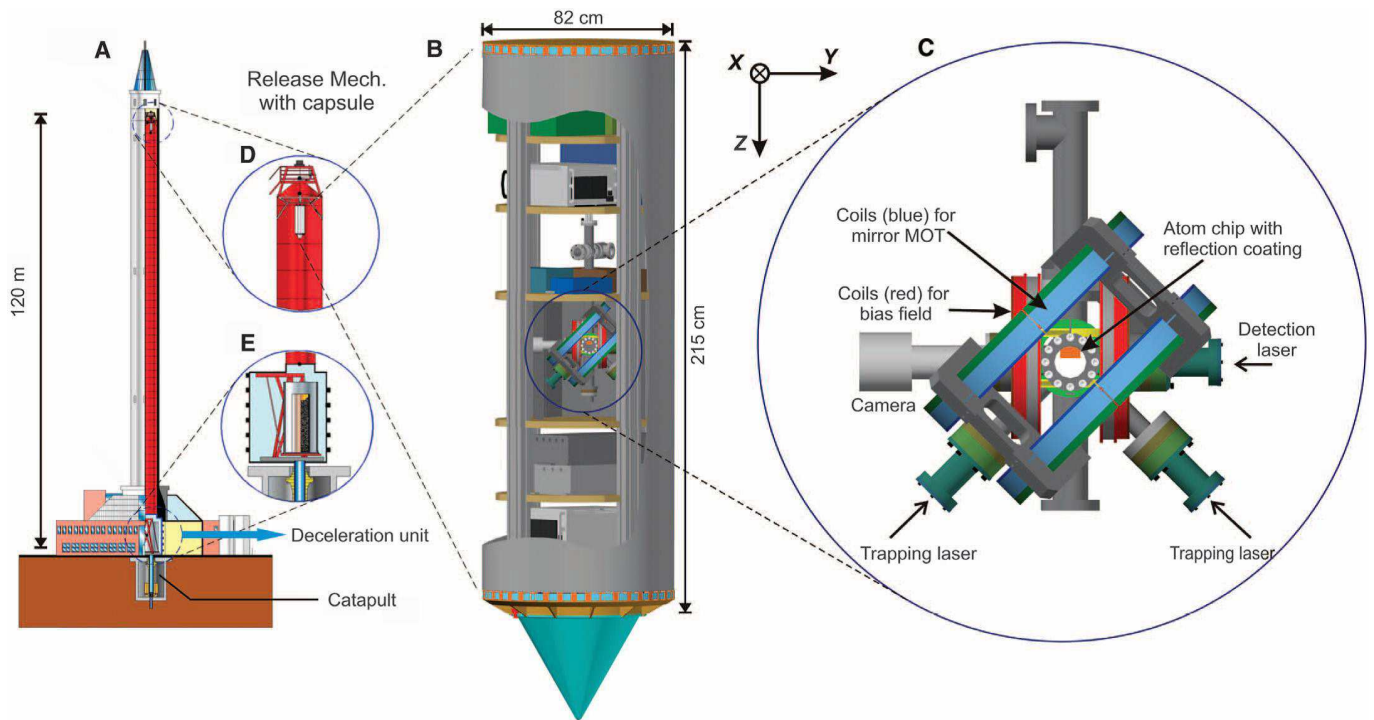 A
120 m
Release Mech.
with capsule
D
E
Deceleration unit
Catapult
B
82 cm
215 cm
X
Y
Z
C
Coils (blue) for
mirror MOT
Atom chip with
reflection coating
Coils (red) for
bias field
Detection
laser
Camera
Trapping laser
Trapping laser